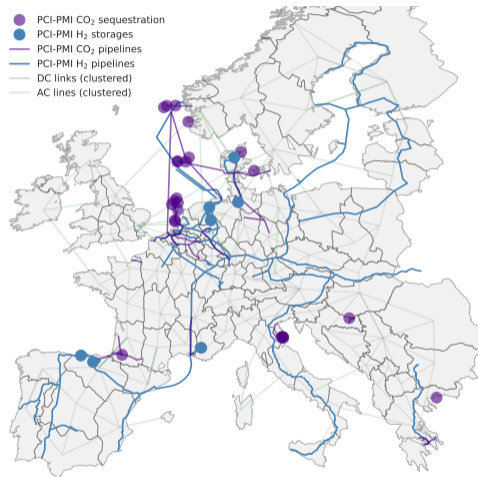 PCI-PMI CO₂ sequestration
PCI-PMI H₂ storages
PCI-PMI CO₂ pipelines
PCI-PMI H₂ pipelines
DC links (clustered)
AC lines (clustered)